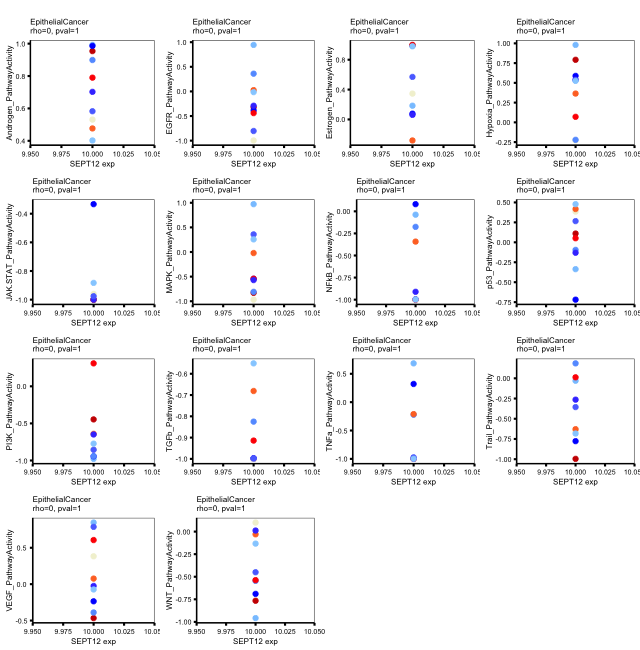 EpithelialCancer
rho=0, pval=1
Androgen_PathwayActivity
1.0
0.8
0.6
0.4
9.950 9.975 10.000 10.025 10.05
SEPT12 exp
EpithelialCancer
rho=0, pval=1
EGFR_PathwayActivity
1.0
0.5
0.0
-0.5
-1.0
9.950 9.975 10.000 10.025 10.05
SEPT12 exp
EpithelialCancer
rho=0, pval=1
Estrogen_PathwayActivity
0.8
0.4
0.0
9.950 9.975 10.000 10.025 10.05
SEPT12 exp
EpithelialCancer
rho=0, pval=1
Hypoxia_PathwayActivity
1.00
0.75
0.50
0.25
0.00
-0.25
9.950 9.975 10.000 10.025 10.05
SEPT12 exp
EpithelialCancer
rho=0, pval=1
JAK.STAT_PathwayActivity
-0.4
-0.6
-0.8
-1.0
9.950 9.975 10.000 10.025 10.05
SEPT12 exp
EpithelialCancer
rho=0, pval=1
MAPK_PathwayActivity
1.0
0.5
0.0
-0.5
-1.0
9.950 9.975 10.000 10.025 10.05
SEPT12 exp
EpithelialCancer
rho=0, pval=1
NFkB_PathwayActivity
0.00
-0.25
-0.50
-0.75
-1.00
9.950 9.975 10.000 10.025 10.05
SEPT12 exp
EpithelialCancer
rho=0, pval=1
p53_PathwayActivity
0.50
0.25
0.00
-0.25
-0.50
-0.75
9.950 9.975 10.000 10.025 10.05
SEPT12 exp
EpithelialCancer
rho=0, pval=1
PI3K_PathwayActivity
0.0
-0.5
-1.0
9.950 9.975 10.000 10.025 10.05
SEPT12 exp
EpithelialCancer
rho=0, pval=1
TGFb_PathwayActivity
-0.6
-0.7
-0.8
-0.9
-1.0
9.950 9.975 10.000 10.025 10.05
SEPT12 exp
EpithelialCancer
rho=0, pval=1
TNFa_PathwayActivity
0.5
0.0
-0.5
-1.0
9.950 9.975 10.000 10.025 10.05
SEPT12 exp
EpithelialCancer
rho=0, pval=1
Trail_PathwayActivity
0.00
-0.25
-0.50
-0.75
-1.00
9.950 9.975 10.000 10.025 10.05
SEPT12 exp
EpithelialCancer
rho=0, pval=1
VEGF_PathwayActivity
0.5
0.0
-0.5
9.950 9.975 10.000 10.025 10.05
SEPT12 exp
EpithelialCancer
rho=0, pval=1
WNT_PathwayActivity
0.00
-0.25
-0.50
-0.75
-1.00
9.950 9.975 10.000 10.025 10.050
SEPT12 exp